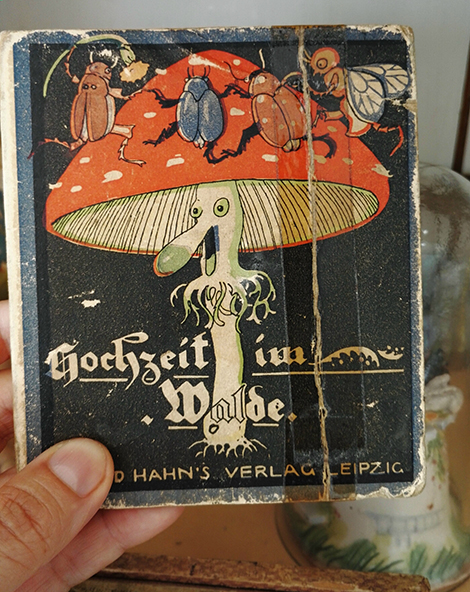 Hochzeit im
Walde.
D HAHN'S VERLAG LEIPZIG